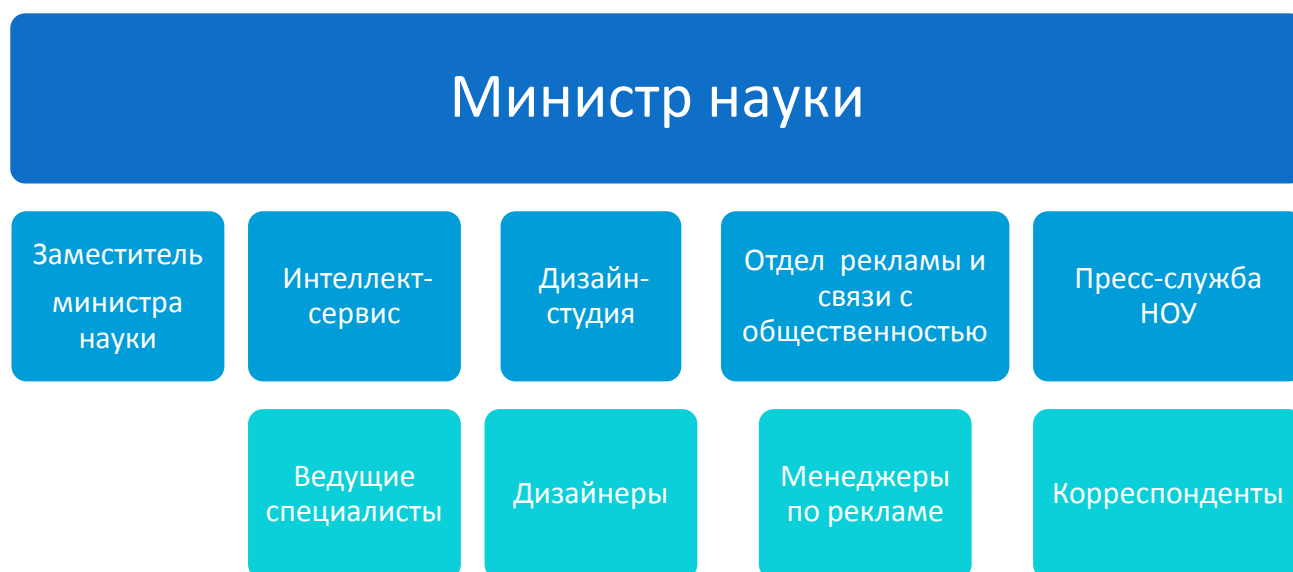 Министр науки
Заместитель
министра
науки
Интеллект-
сервис
Дизайн-
студия
Отдел  рекламы и
связи с
общественностью
Пресс-служба
НОУ
Ведущие
специалисты
Дизайнеры
Менеджеры
по рекламе
Корреспонденты